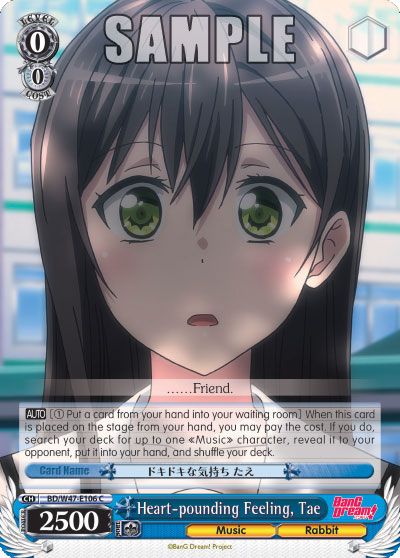 LEVEL
0
0
COST
SAMPLE
……Friend.
AUTO [① Put a card from your hand into your waiting room] When this card
is placed on the stage from your hand, you may pay the cost. If you do,
search your deck for up to one «Music» character, reveal it to your
opponent, put it into your hand, and shuffle your deck.
Card Name
ドキドキな気持ち たえ
CH
BD/W47-E106 C
Heart-pounding Feeling, Tae
BanG Dream!
POWER
2500
Music
Rabbit
©BanG Dream! Project